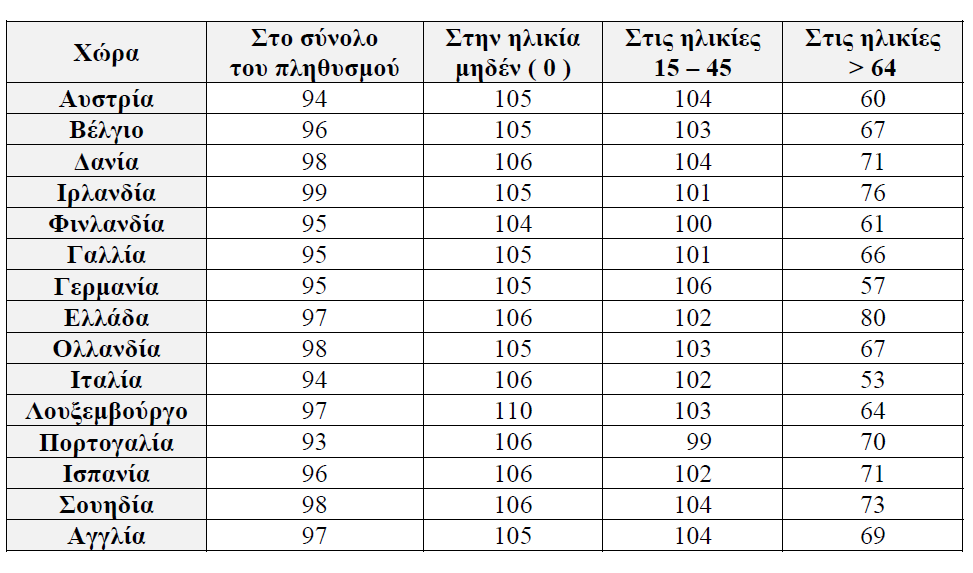 Χώρα Στο σύνολο του πληθυσμού Στην ηλικία μηδέν ( 0 ) Στις ηλικίες 15 – 45 Στις ηλικίες > 64
Αυστρία 94 105 104 60
Βέλγιο 96 105 103 67
Δανία 98 106 104 71
Ιρλανδία 99 105 101 76
Φινλανδία 95 104 100 61
Γαλλία 95 105 101 66
Γερμανία 95 105 106 57
Ελλάδα 97 106 102 80
Ολλανδία 98 105 103 67
Ιταλία 94 106 102 53
Λουξεμβούργο 97 110 103 64
Πορτογαλία 93 106 99 70
Ισπανία 96 106 102 71
Σουηδία 98 106 104 73
Αγγλία 97 105 104 69